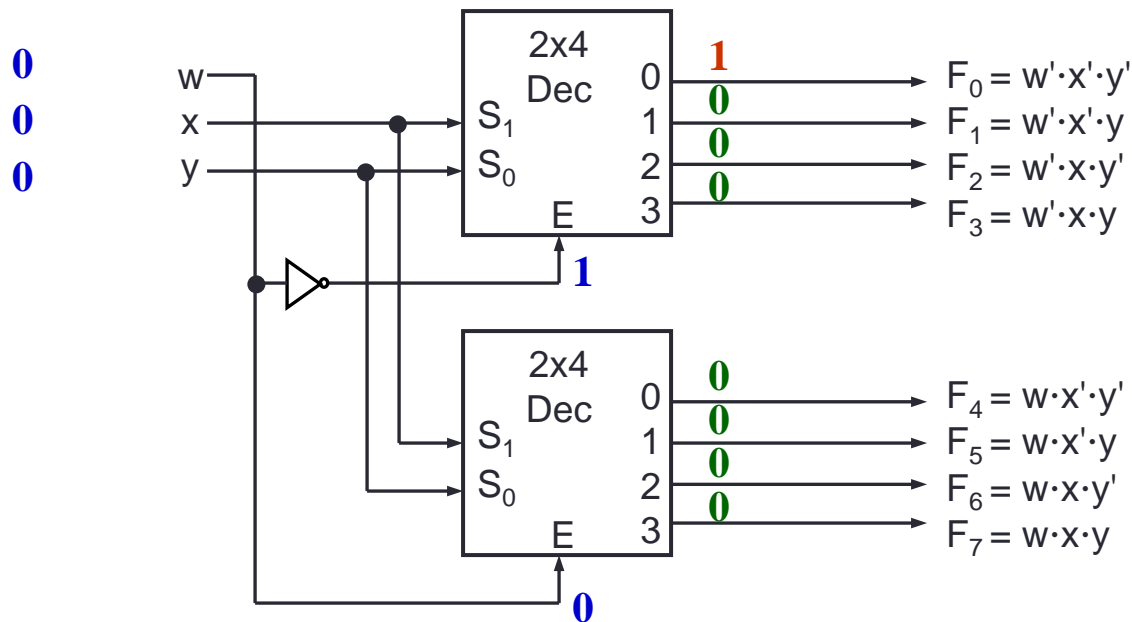 0
0
0
w
x
y
2x4
Dec
S₁
S₀
E
0
1
2
3
1
0
0
0
1
F₀ = w'·x'·y'
F₁ = w'·x'·y
F₂ = w'·x·y'
F₃ = w'·x·y
2x4
Dec
S₁
S₀
E
0
1
2
3
0
0
0
0
0
F₄ = w·x'·y'
F₅ = w·x'·y
F₆ = w·x·y'
F₇ = w·x·y